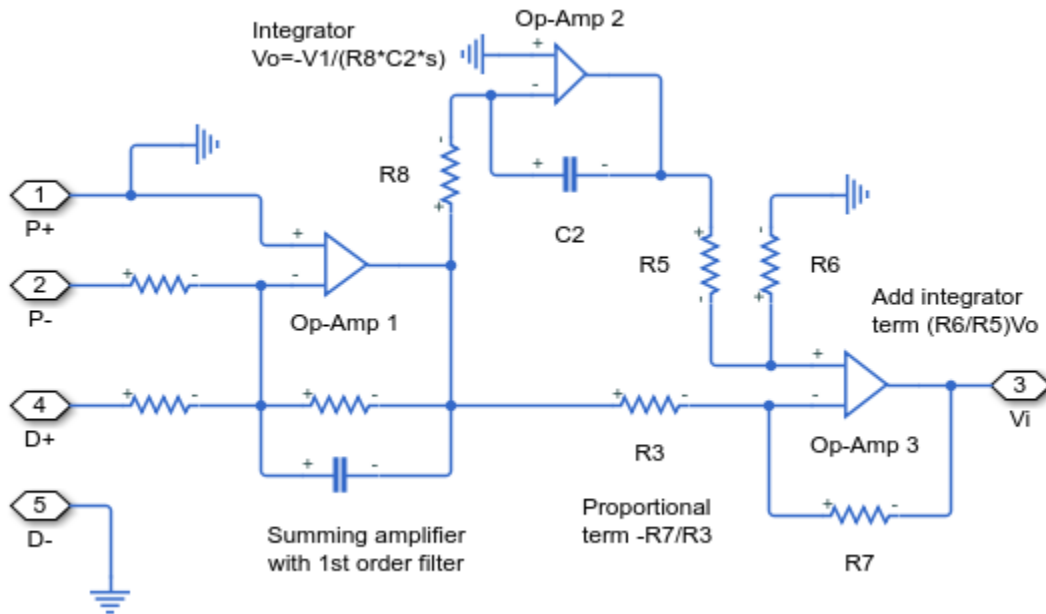 Integrator
Vo=-V1/(R8*C2*s)
Op-Amp 2
+
-
-
R8
+
+
-
C2
1
P+
+
-
Op-Amp 1
2
P-
+
-
+
R5
-
-
R6
+
Add integrator
term (R6/R5)Vo
+
-
Op-Amp 3
3
Vi
4
D+
+
-
+
-
+
-
+
-
R3
Proportional
term -R7/R3
+
-
R7
5
D-
Summing amplifier
with 1st order filter